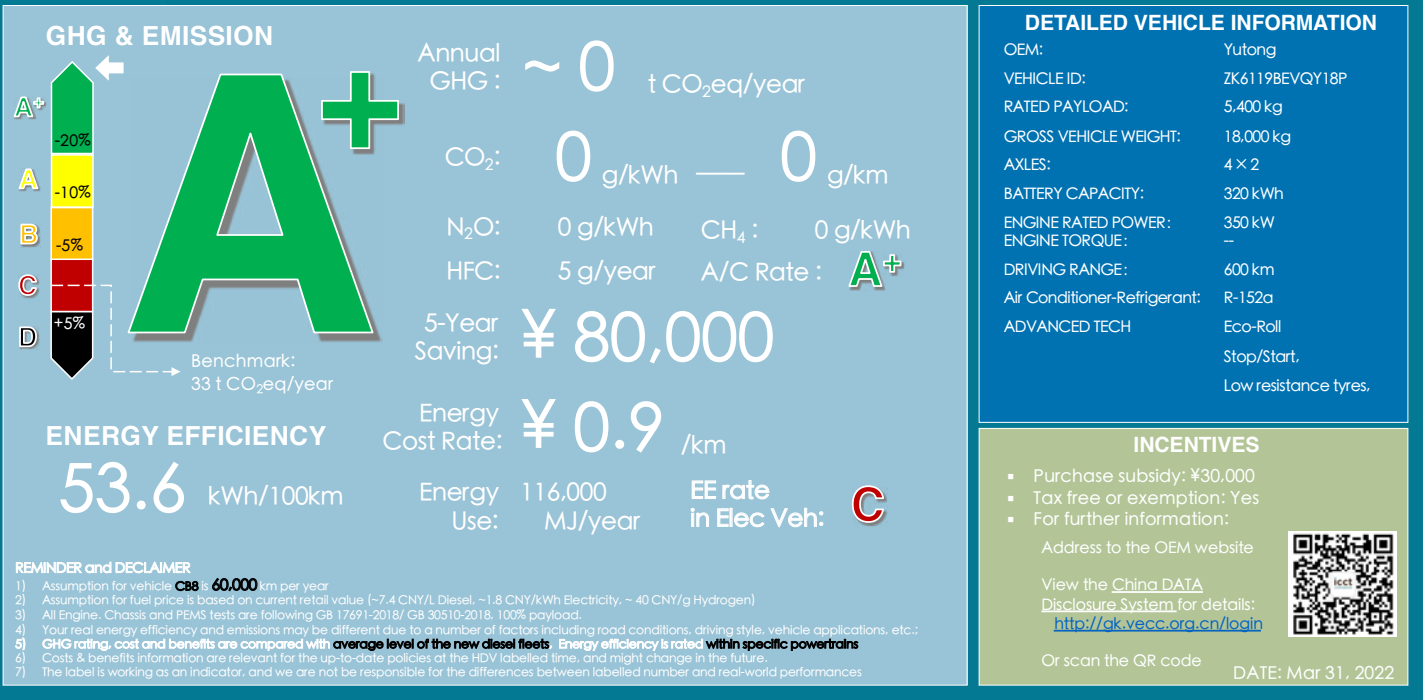 GHG & EMISSION
A+
-20%
A
-10%
B
-5%
C
D
+5%
A+
Benchmark:
33 t CO₂eq/year
Annual
GHG :
~ 0 t CO₂eq/year
CO₂: 0 g/kWh — 0 g/km
N₂O: 0 g/kWh CH₄ : 0 g/kWh
HFC: 5 g/year A/C Rate : A+
5-Year
Saving:
¥ 80,000
Energy
Cost Rate:
¥ 0.9 /km
ENERGY EFFICIENCY
53.6 kWh/100km
Energy
Use:
116,000
MJ/year
EE rate
in Elec Veh:
C
REMINDER and DECLAIMER
1) Assumption for vehicle CB8 is 60,000 km per year
2) Assumption for fuel price is based on current retail value (~7.4 CNY/L Diesel, ~1.8 CNY/kWh Electricity, ~ 40 CNY/g Hydrogen)
3) All Engine. Chassis and PEMS tests are following GB 17691-2018/ GB 30510-2018, 100% payload.
4) Your real energy efficiency and emissions may be different due to a number of factors including road conditions, driving style, vehicle applications, etc.;
5) GHG rating, cost and benefits are compared with average level of the new diesel fleets. Energy efficiency is rated within specific powertrains
6) Costs & benefits information are relevant for the up-to-date policies at the HDV labelled time, and might change in the future.
7) The label is working as an indicator, and we are not be responsible for the differences between labelled number and real-world performances
DETAILED VEHICLE INFORMATION
OEM: Yutong
VEHICLE ID: ZK6119BEVQY18P
RATED PAYLOAD: 5,400 kg
GROSS VEHICLE WEIGHT: 18,000 kg
AXLES: 4×2
BATTERY CAPACITY: 320 kWh
ENGINE RATED POWER: 350 kW
ENGINE TORQUE: --
DRIVING RANGE: 600 km
Air Conditioner-Refrigerant: R-152a
ADVANCED TECH Eco-Roll
Stop/Start,
Low resistance tyres,
INCENTIVES
▪ Purchase subsidy: ¥30,000
▪ Tax free or exemption: Yes
▪ For further information:
Address to the OEM website
View the China DATA
Disclosure System for details:
http://gk.vecc.org.cn/login
Or scan the QR code
icct
DATE: Mar 31, 2022